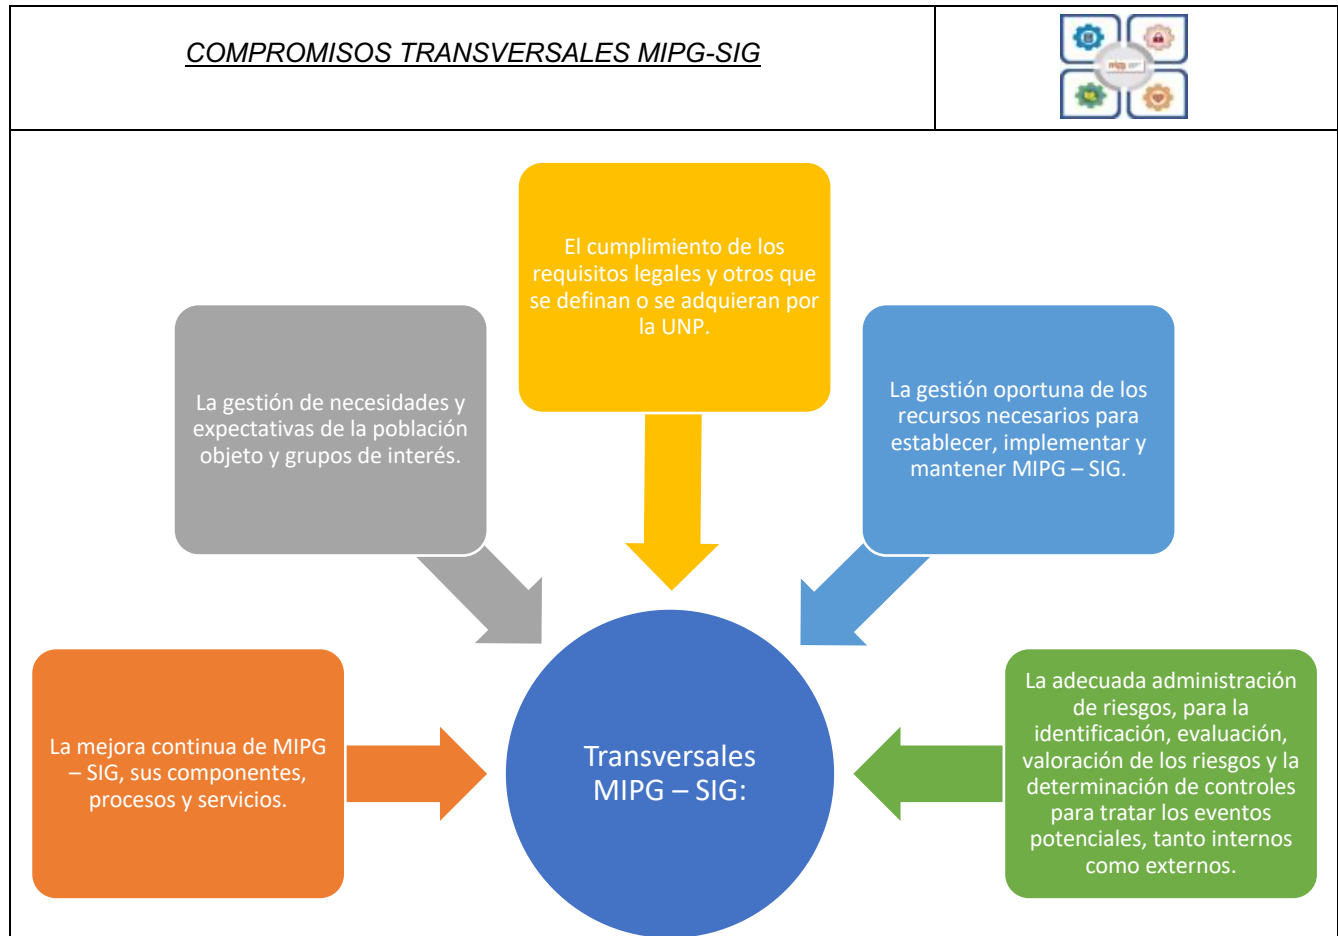 COMPROMISOS TRANSVERSALES MIPG-SIG
mipg
El cumplimiento de los
requisitos legales y otros que
se definan o se adquieran por
la UNP.
La gestión de necesidades y
expectativas de la población
objeto y grupos de interés.
La gestión oportuna de los
recursos necesarios para
establecer, implementar y
mantener MIPG – SIG.
La mejora continua de MIPG
– SIG, sus componentes,
procesos y servicios.
Transversales
MIPG – SIG:
La adecuada administración
de riesgos, para la
identificación, evaluación,
valoración de los riesgos y la
determinación de controles
para tratar los eventos
potenciales, tanto internos
como externos.